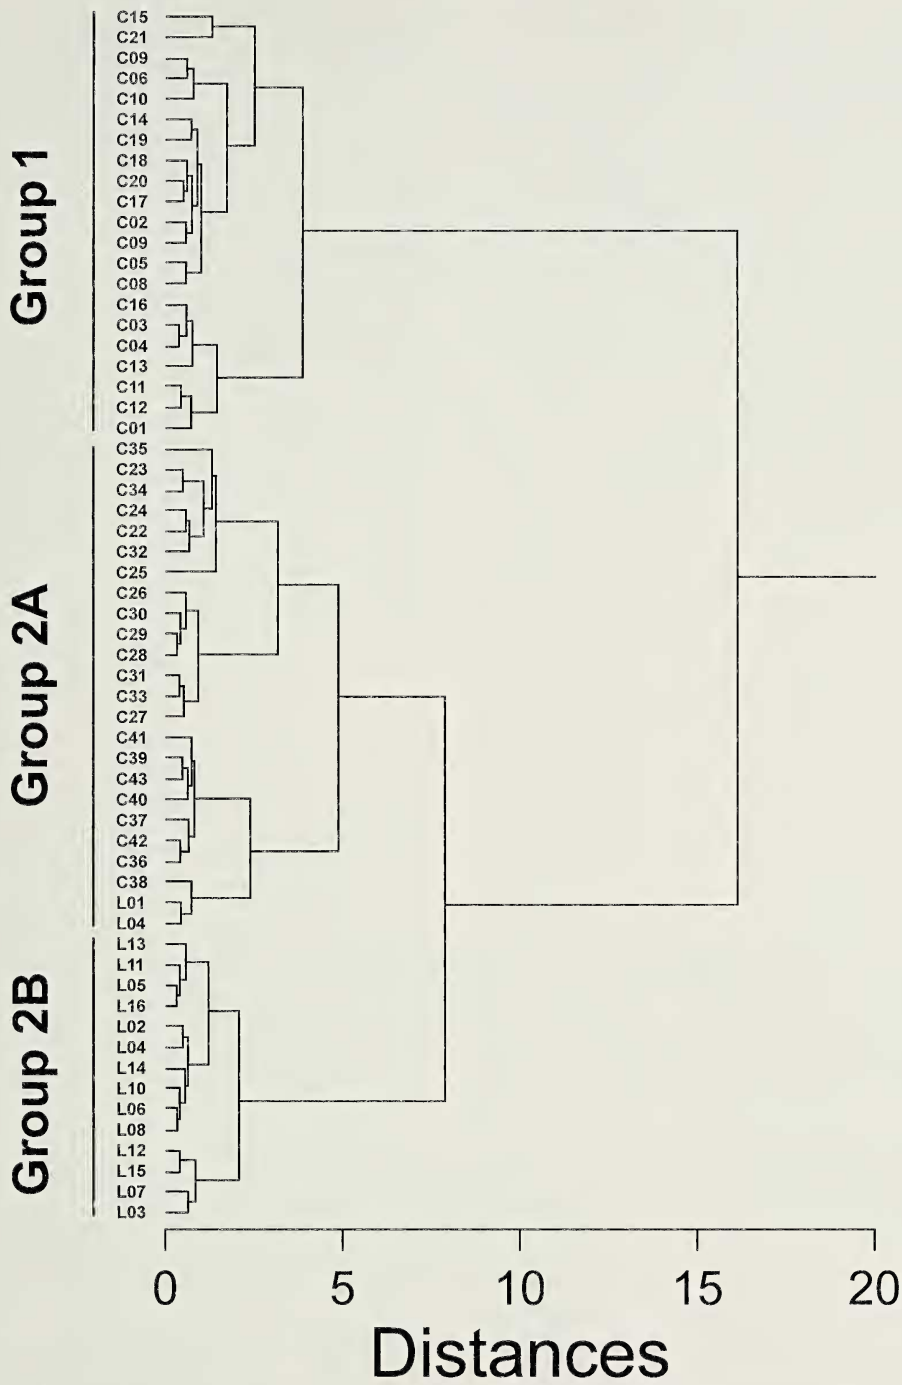 Group 1
C15
C21
C09
C06
C10
C14
C19
C18
C20
C17
C02
C09
C05
C08
C16
C03
C04
C13
C11
C12
C01
Group 2A
C35
C23
C34
C24
C22
C32
C25
C26
C30
C29
C28
C31
C33
C27
C41
C39
C43
C40
C37
C42
C36
C38
L01
L04
Group 2B
L13
L11
L05
L16
L02
L04
L14
L10
L06
L08
L12
L15
L07
L03
0 5 10 15 20
Distances